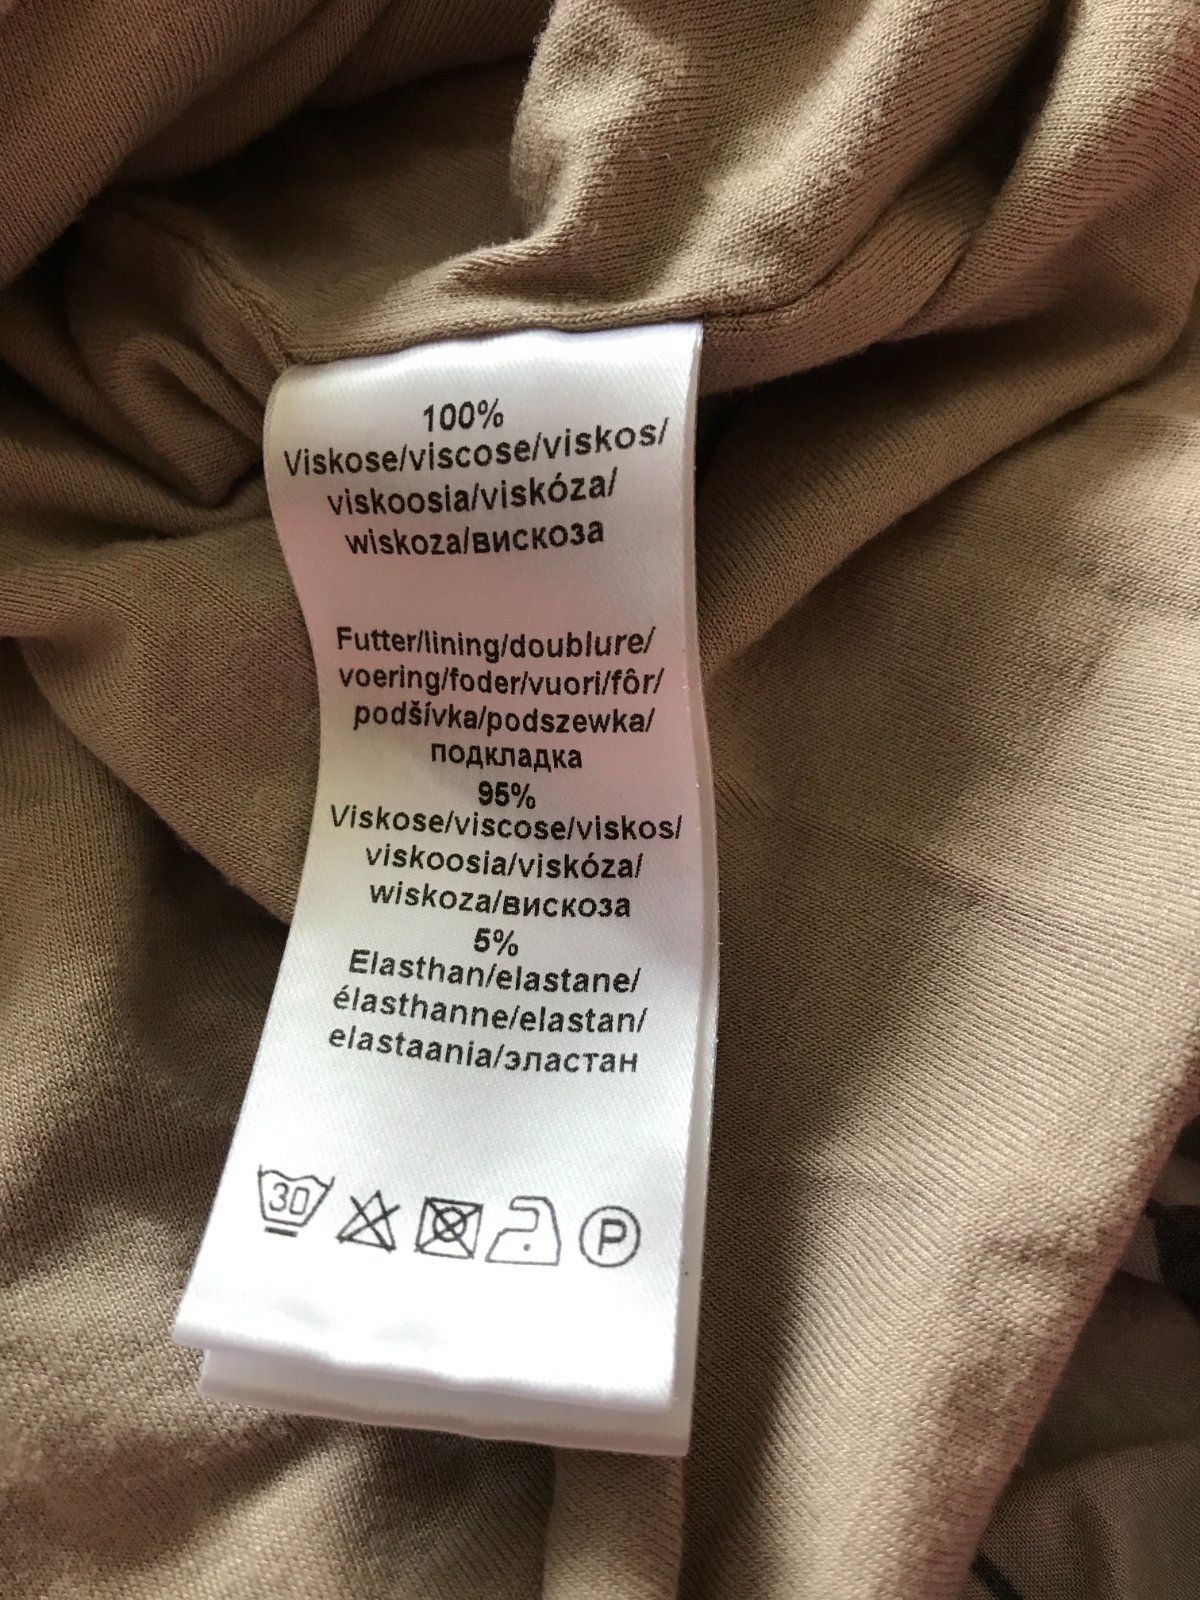 100%
Viskose/viscose/viskos/
viskoosia/viskóza/
wiskoza/вискоза
Futter/lining/doublure/
voering/foder/vuori/fôr/
podšívka/podszewka/
подкладка
95%
Viskose/viscose/viskos/
viskoosia/viskóza/
wiskoza/вискоза
5%
Elasthan/elastane/
élasthanne/elastan/
elastaania/эластан
30 P